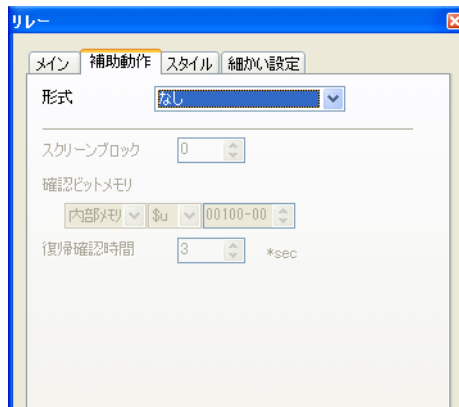 リレー
メイン 補助動作 スタイル 細かい設定
形式 なし
スクリーンブロック 0
確認ビットメモリ
内部メモリ $u 00100-00
復帰確認時間 3 *sec